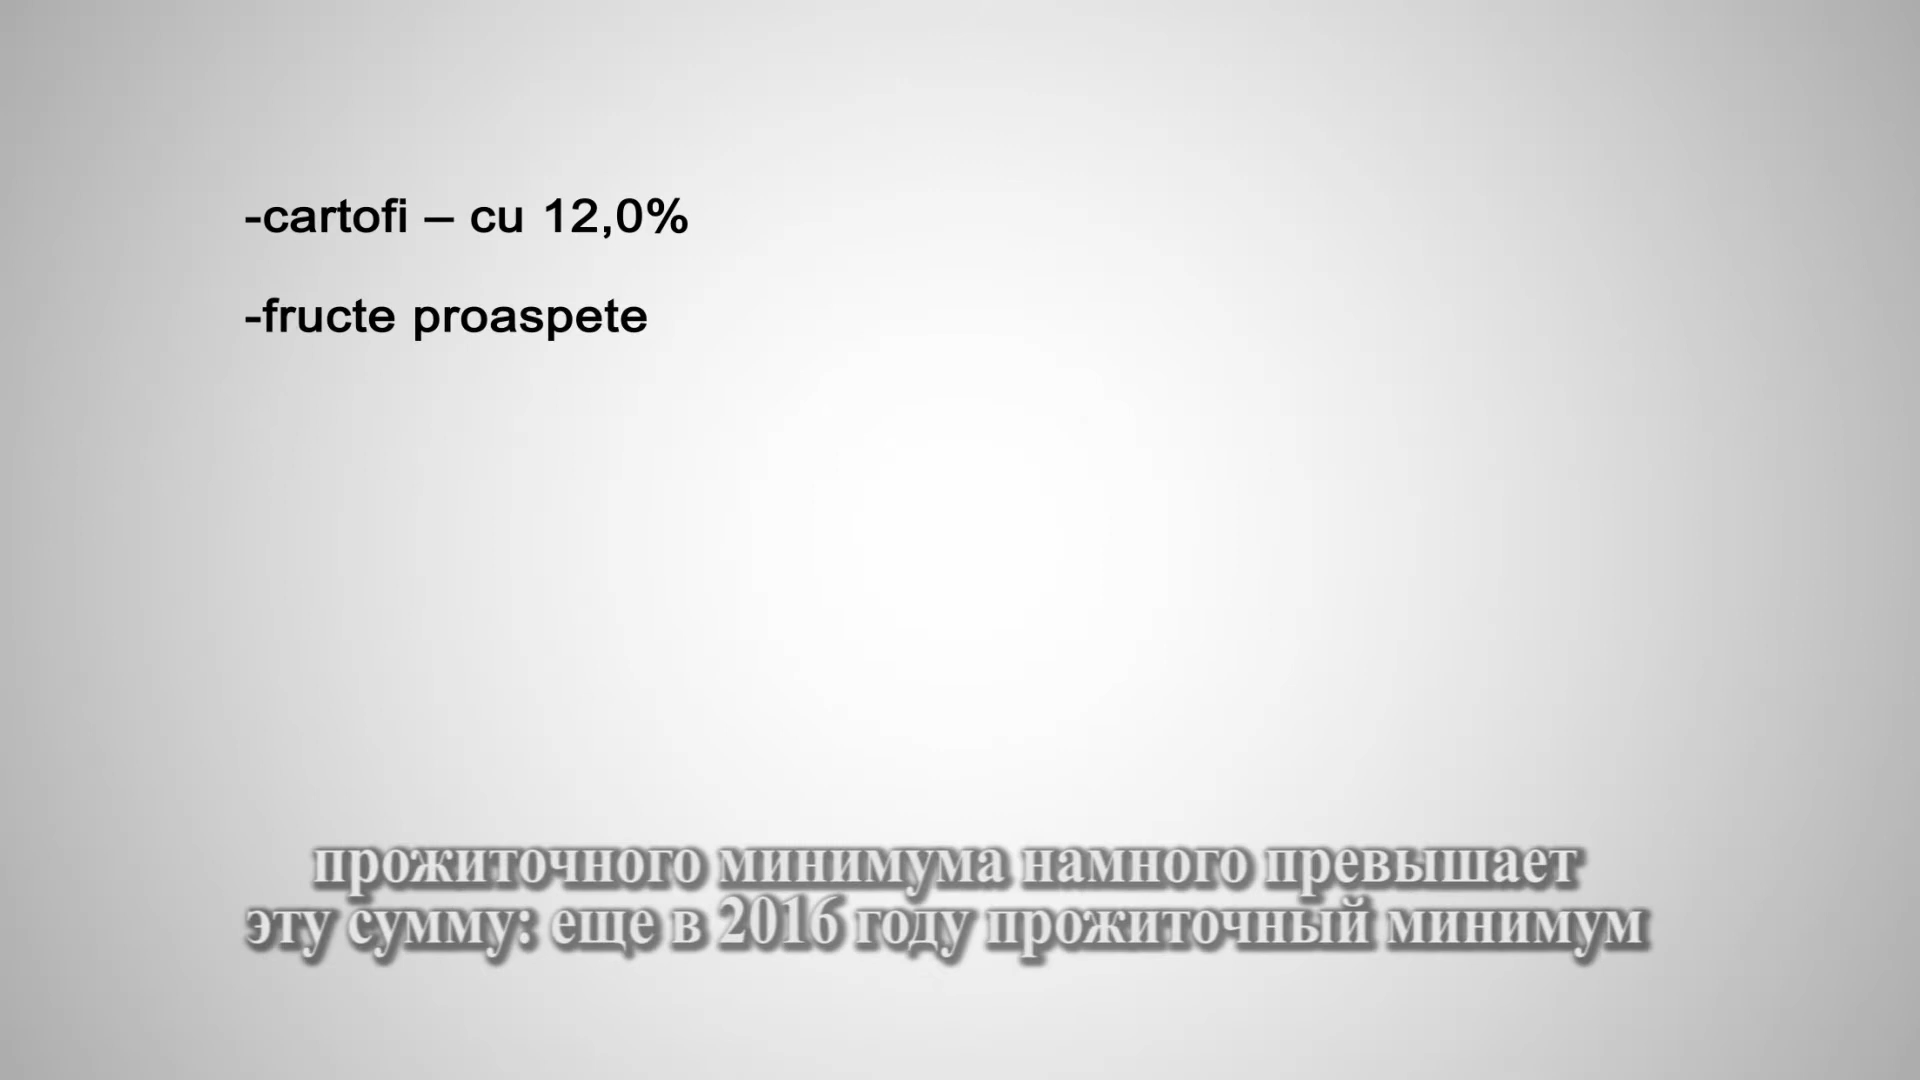 -cartofi – cu 12,0%
-fructe proaspete
прожиточного минимума намного превышает
эту сумму: еще в 2016 году прожиточный минимум